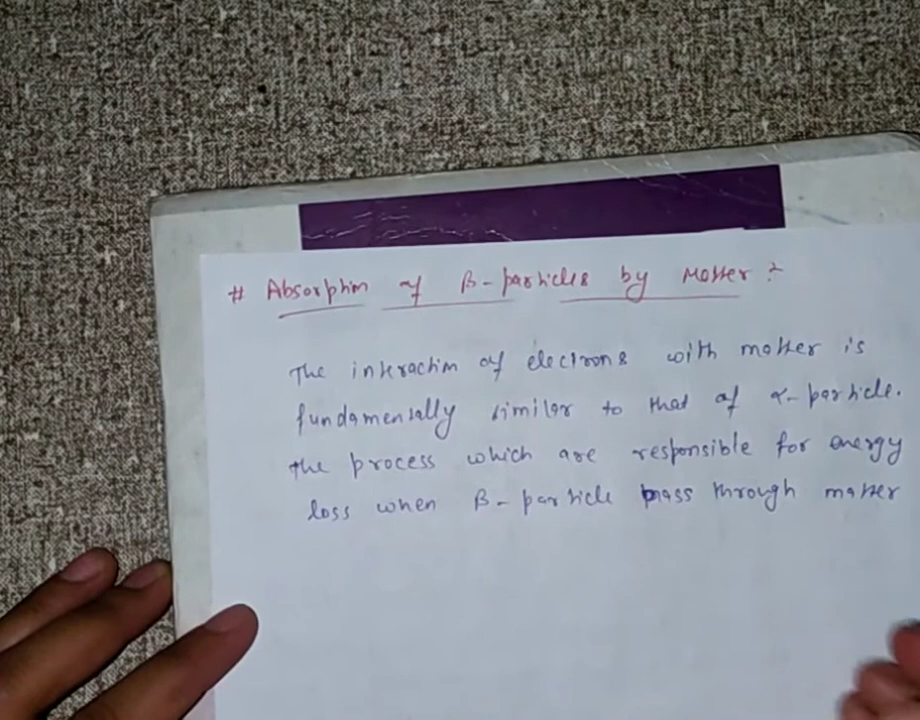 # Absorption of β-particles by Matter?
The interaction of electrons with matter is
fundamentally similar to that of α-particle.
the process which are responsible for energy
loss when β-particle pass through matter